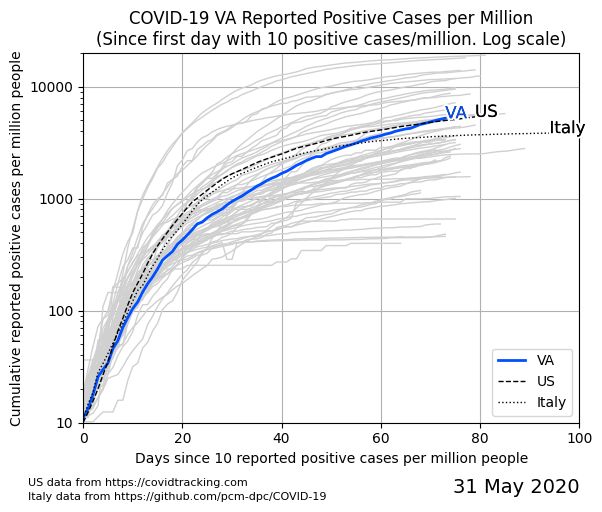 COVID-19 VA Reported Positive Cases per Million
(Since first day with 10 positive cases/million. Log scale)
Cumulative reported positive cases per million people
10000
1000
100
10
VA
US
Italy
VA
US
Italy
0
20
40
60
80
100
Days since 10 reported positive cases per million people
US data from https://covidtracking.com
Italy data from https://github.com/pcm-dpc/COVID-19
31 May 2020